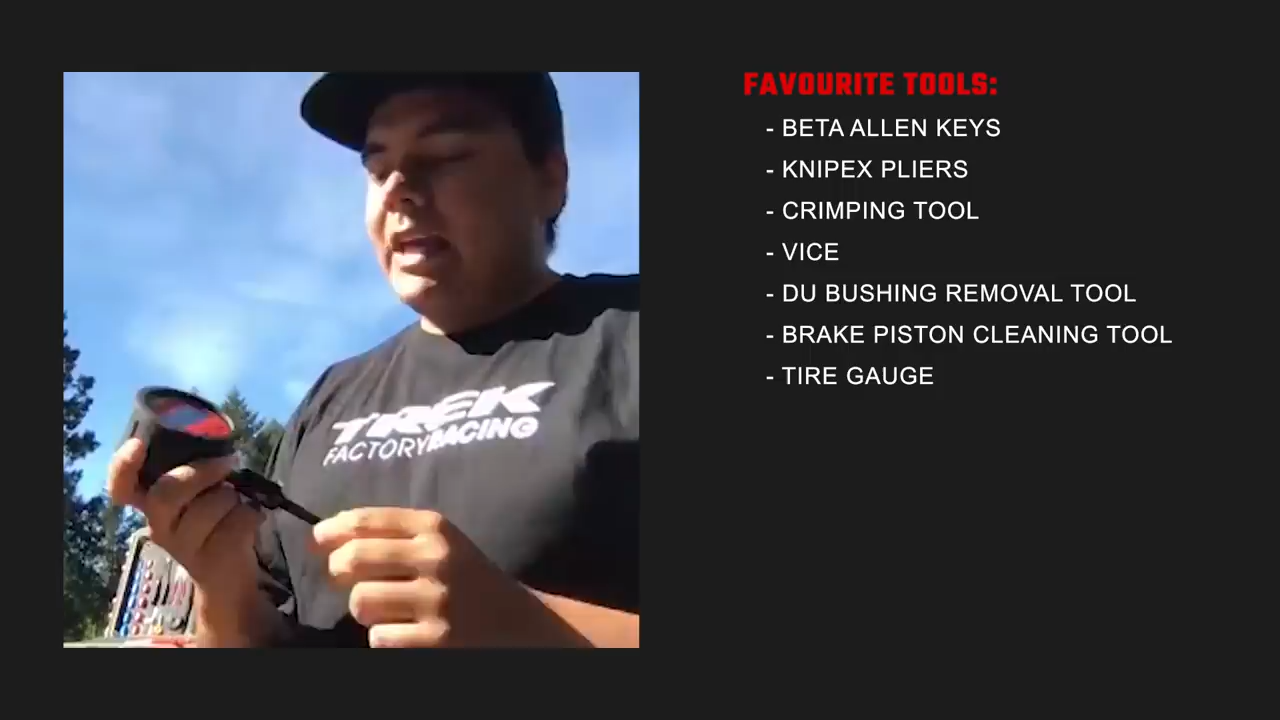 FAVOURITE TOOLS:
- BETA ALLEN KEYS
- KNIPEX PLIERS
- CRIMPING TOOL
- VICE
- DU BUSHING REMOVAL TOOL
- BRAKE PISTON CLEANING TOOL
- TIRE GAUGE
TREK
FACTORY RACING